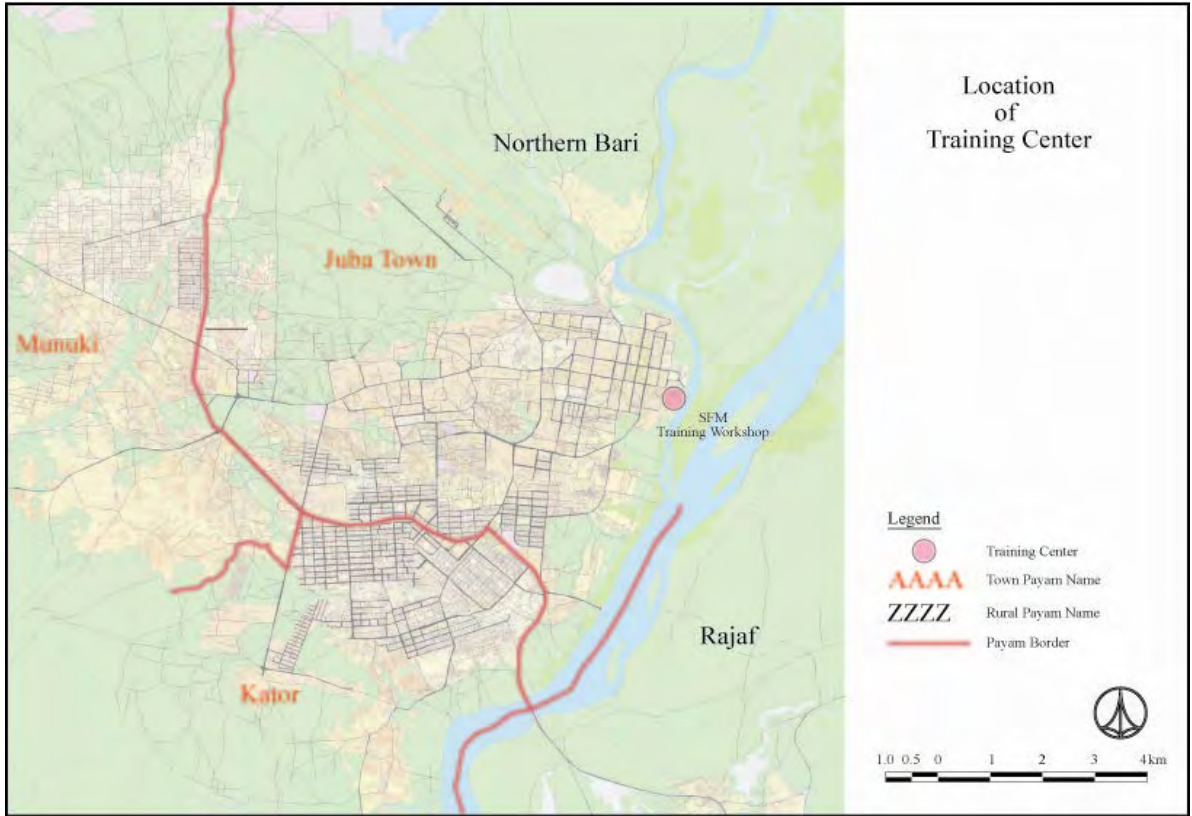 Location
of
Training Center
Northern Bari
Juba Town
Munuki
SFM
Training Workshop
Rajaf
Kator
Legend
Training Center
AAAA Town Payam Name
ZZZZ Rural Payam Name
Payam Border
1.0 0.5 0 1 2 3 4km